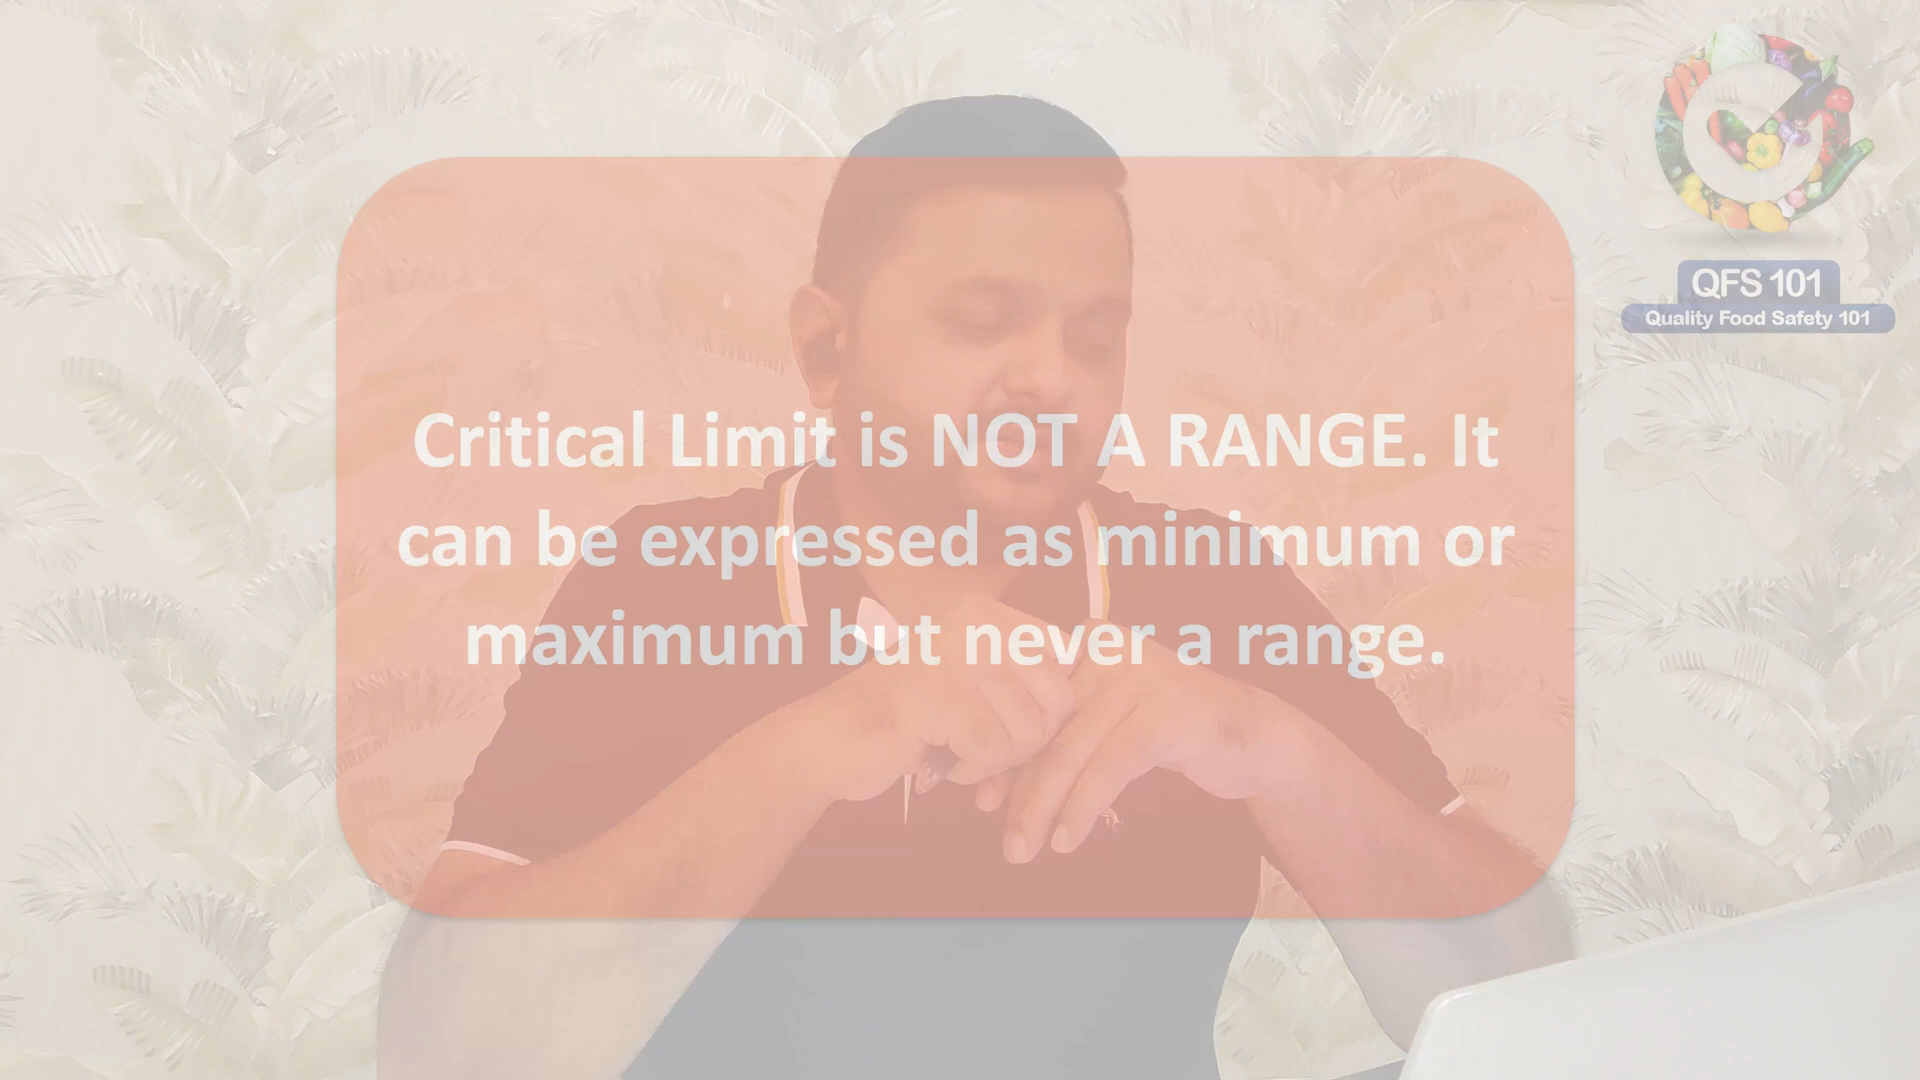 QFS 101
Quality Food Safety 101
Critical Limit is NOT A RANGE. It
can be expressed as minimum or
maximum but never a range.